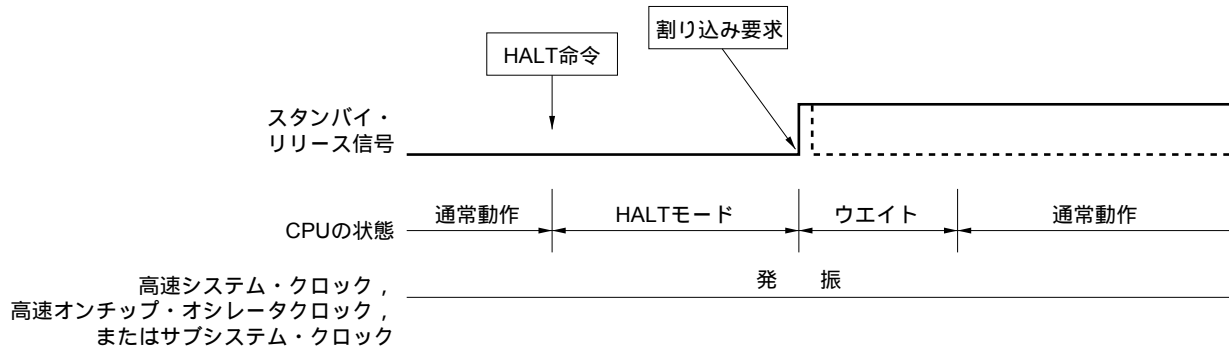 割り込み要求
HALT命令
スタンバイ・
リリース信号
CPUの状態
通常動作
HALTモード
ウエイト
通常動作
高速システム・クロック，
高速オンチップ・オシレータクロック，
またはサブシステム・クロック
発　振